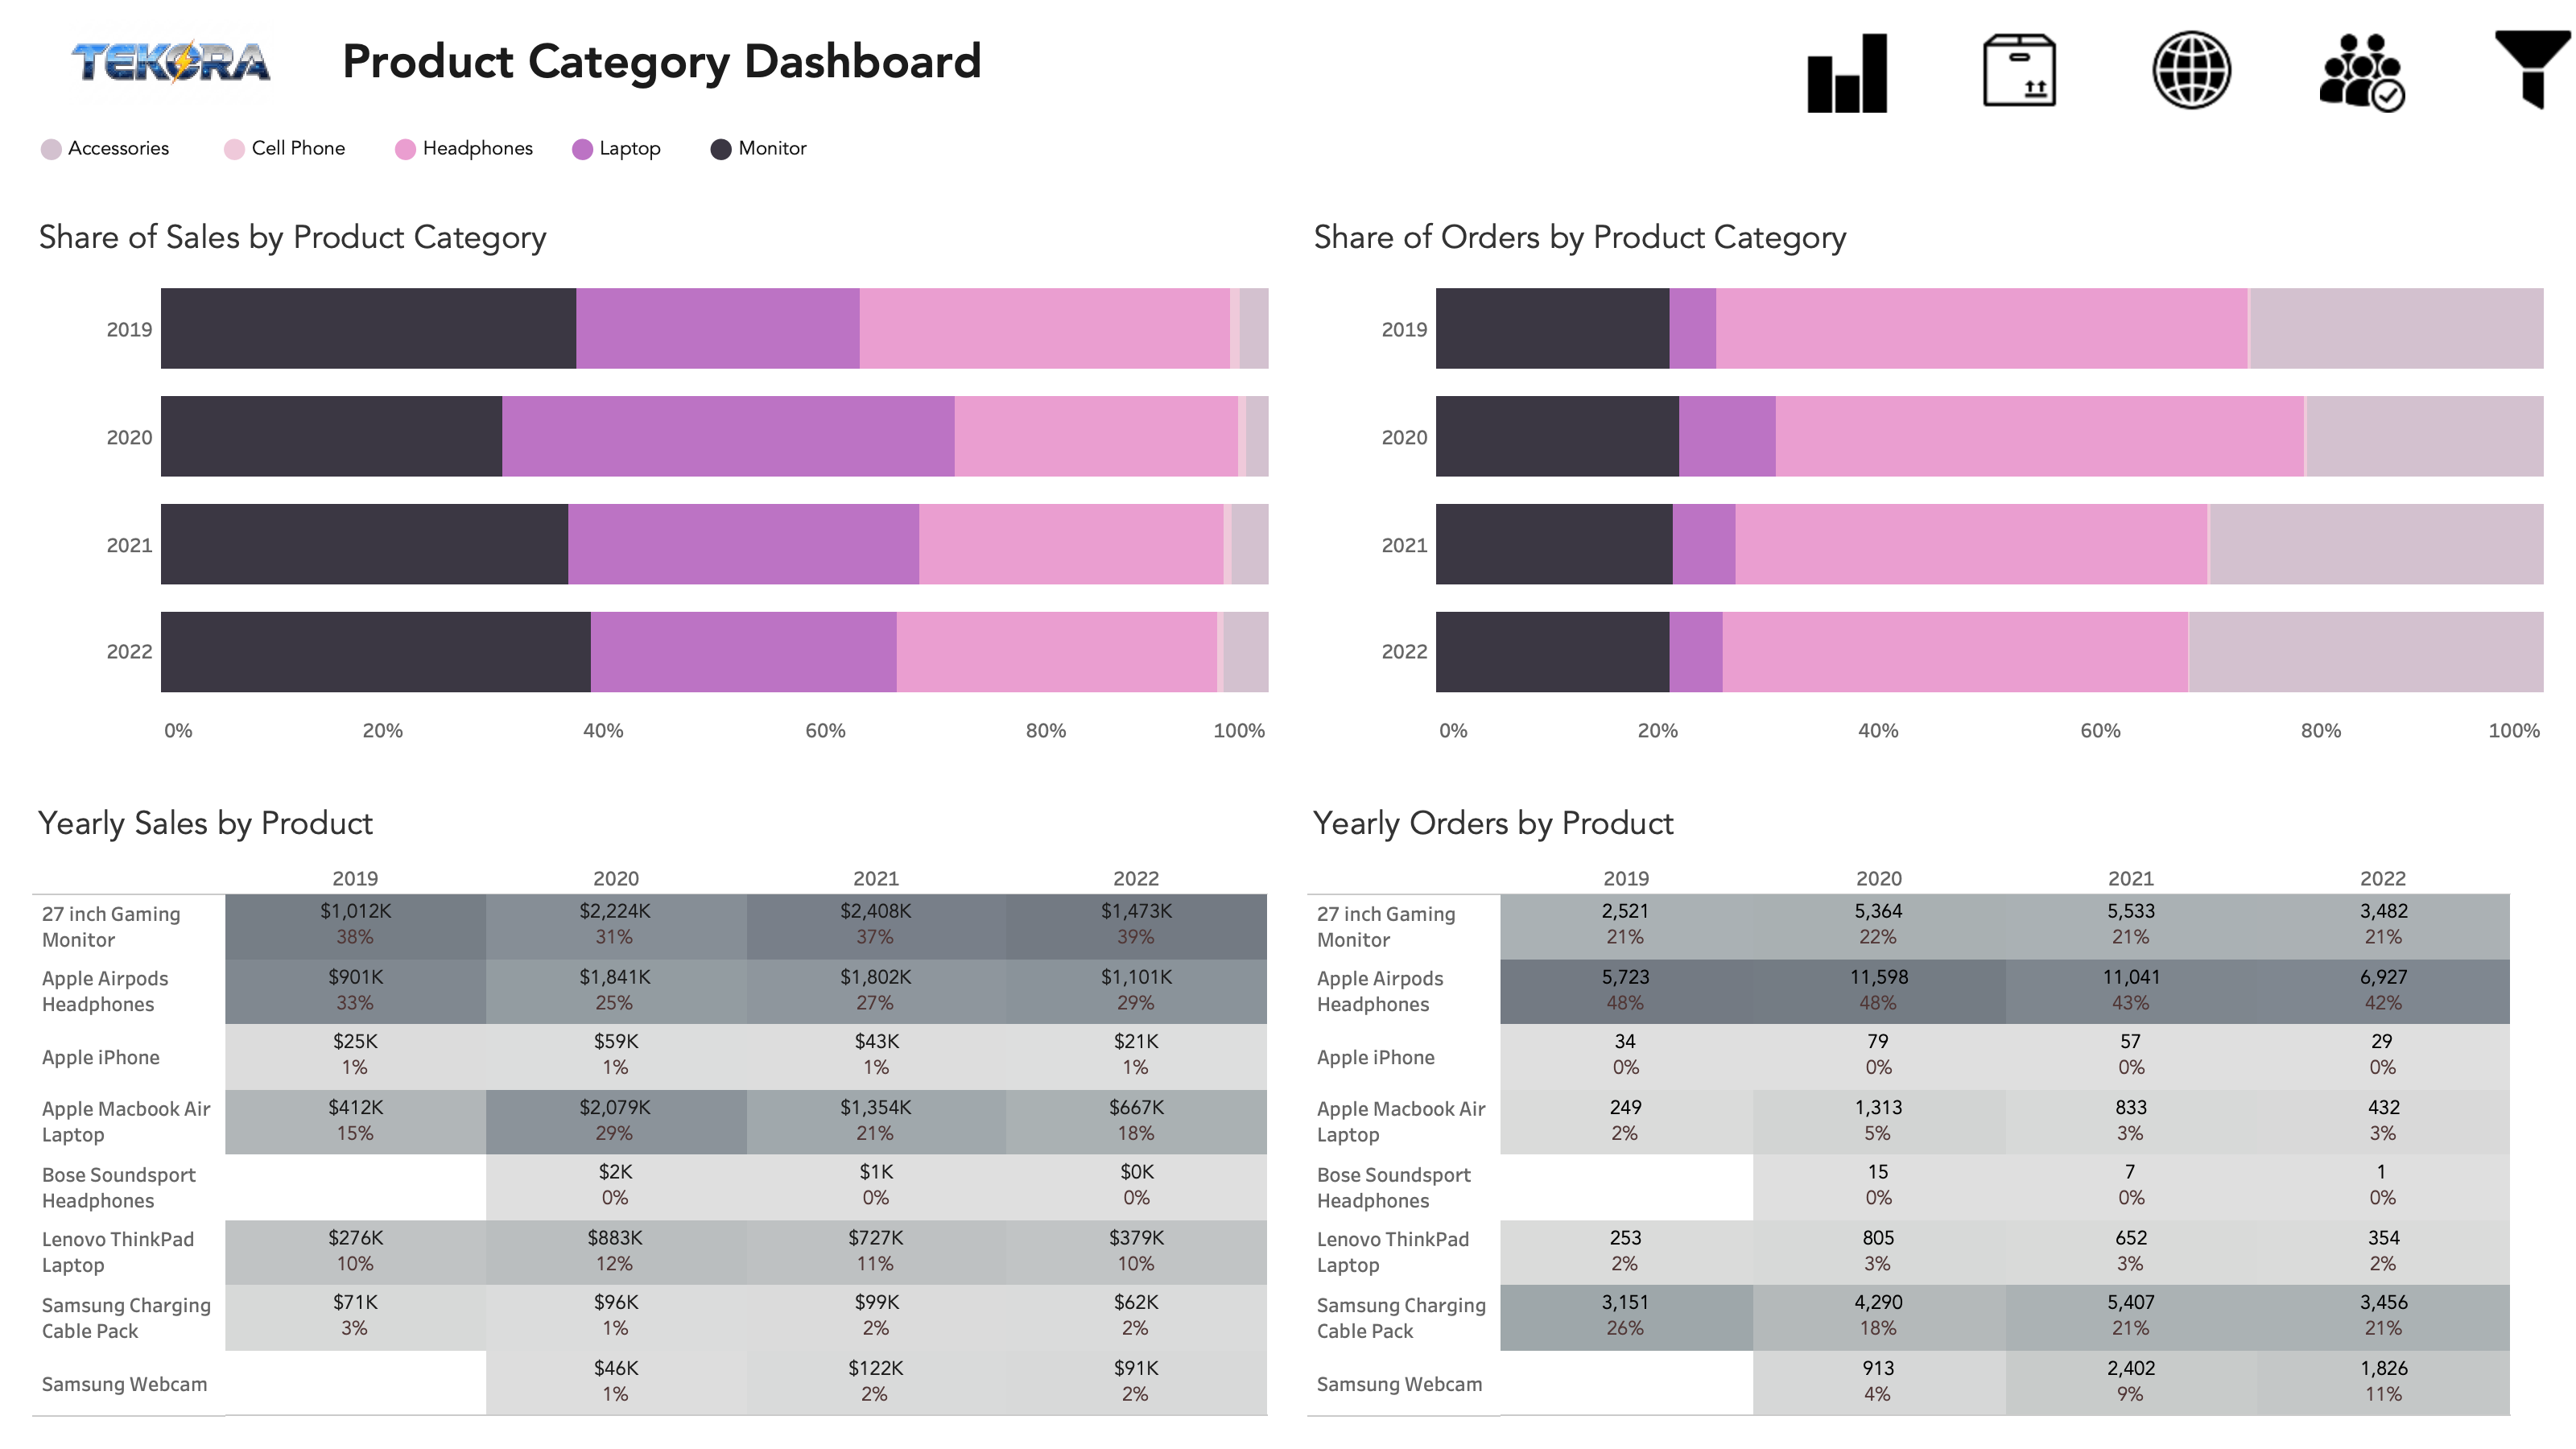 TEKORA
Product Category Dashboard
Accessories Cell Phone Headphones Laptop Monitor
Share of Sales by Product Category
2019
2020
2021
2022
0% 20% 40% 60% 80% 100%
Share of Orders by Product Category
2019
2020
2021
2022
0% 20% 40% 60% 80% 100%
Yearly Sales by Product
2019 2020 2021 2022
27 inch Gaming
Monitor
$1,012K $2,224K $2,408K $1,473K
38% 31% 37% 39%
Apple Airpods
Headphones
$901K $1,841K $1,802K $1,101K
33% 25% 27% 29%
Apple iPhone
$25K $59K $43K $21K
1% 1% 1% 1%
Apple Macbook Air
Laptop
$412K $2,079K $1,354K $667K
15% 29% 21% 18%
Bose Soundsport
Headphones
$2K $1K $0K
0% 0% 0%
Lenovo ThinkPad
Laptop
$276K $883K $727K $379K
10% 12% 11% 10%
Samsung Charging
Cable Pack
$71K $96K $99K $62K
3% 1% 2% 2%
Samsung Webcam
$46K $122K $91K
1% 2% 2%
Yearly Orders by Product
2019 2020 2021 2022
27 inch Gaming
Monitor
2,521 5,364 5,533 3,482
21% 22% 21% 21%
Apple Airpods
Headphones
5,723 11,598 11,041 6,927
48% 48% 43% 42%
Apple iPhone
34 79 57 29
0% 0% 0% 0%
Apple Macbook Air
Laptop
249 1,313 833 432
2% 5% 3% 3%
Bose Soundsport
Headphones
15 7 1
0% 0% 0%
Lenovo ThinkPad
Laptop
253 805 652 354
2% 3% 3% 2%
Samsung Charging
Cable Pack
3,151 4,290 5,407 3,456
26% 18% 21% 21%
Samsung Webcam
913 2,402 1,826
4% 9% 11%